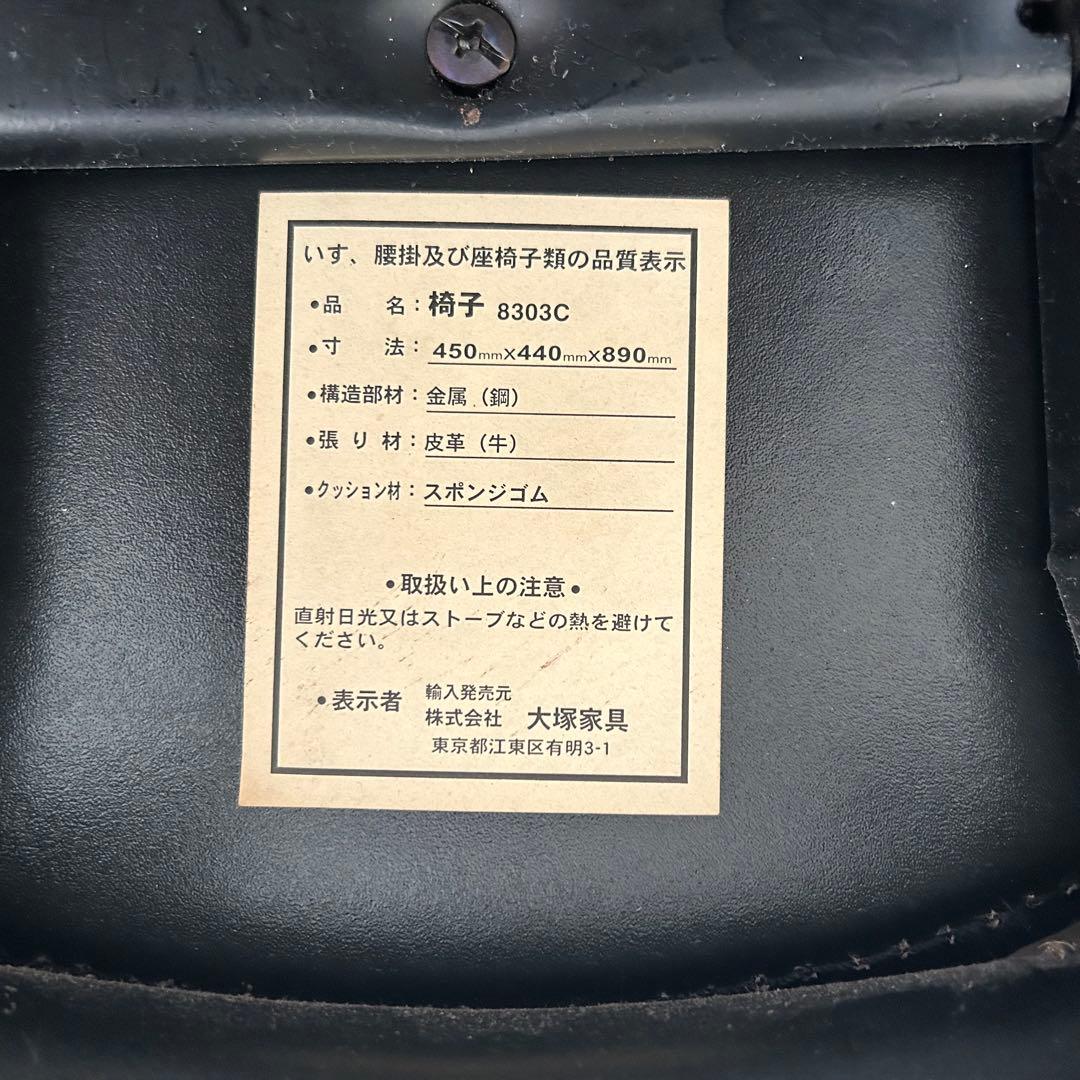 いす、腰掛及び座椅子類の品質表示
•品　　名：椅子 8303C
•寸　　法：450mm×440mm×890mm
•構造部材：金属（鋼）
•張 り 材：皮革（牛）
•クッション材：スポンジゴム
•取扱い上の注意•
直射日光又はストーブなどの熱を避けて
ください。
•表示者 輸入発売元
株式会社　大塚家具
東京都江東区有明3-1